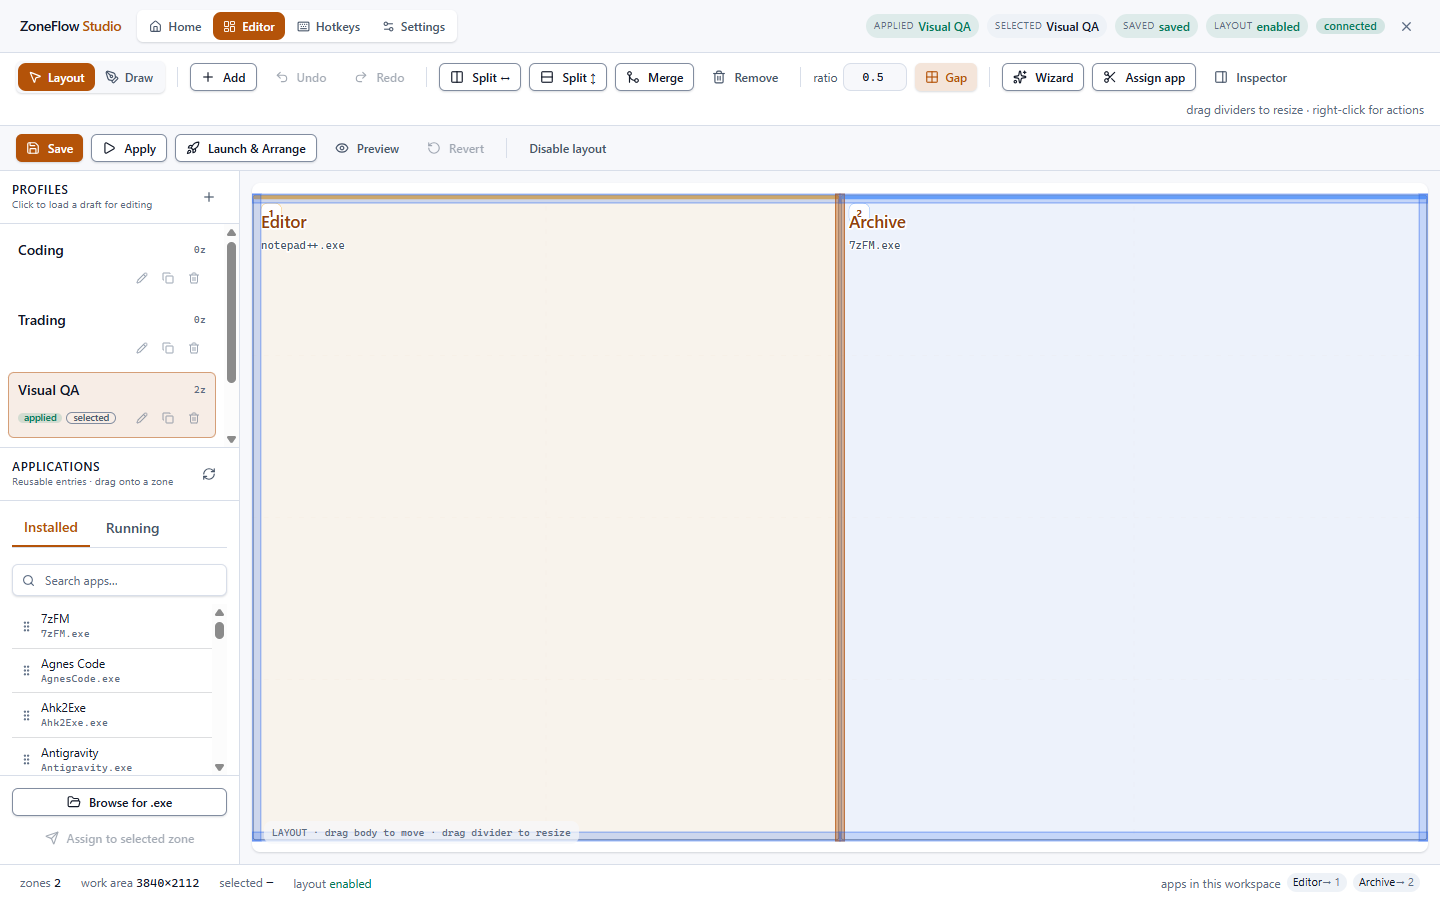 ZoneFlow Studio Home Editor Hotkeys Settings APPLIED Visual QA SELECTED Visual QA SAVED saved LAYOUT enabled connected
Layout Draw Add Undo Redo Split ↔ Split ↕ Merge Remove ratio 0.5 Gap Wizard Assign app Inspector
drag dividers to resize · right-click for actions
Save Apply Launch & Arrange Preview Revert Disable layout
PROFILES
Click to load a draft for editing
Coding 0z
Trading 0z
Visual QA 2z
applied selected
APPLICATIONS
Reusable entries · drag onto a zone
Installed Running
Search apps...
7zFM
7zFM.exe
Agnes Code
AgnesCode.exe
Ahk2Exe
Ahk2Exe.exe
Antigravity
Antigravity.exe
Browse for .exe
Assign to selected zone
1
Editor
notepad++.exe
2
Archive
7zFM.exe
LAYOUT · drag body to move · drag divider to resize
zones 2 work area 3840×2112 selected — layout enabled apps in this workspace Editor→ 1 Archive→ 2